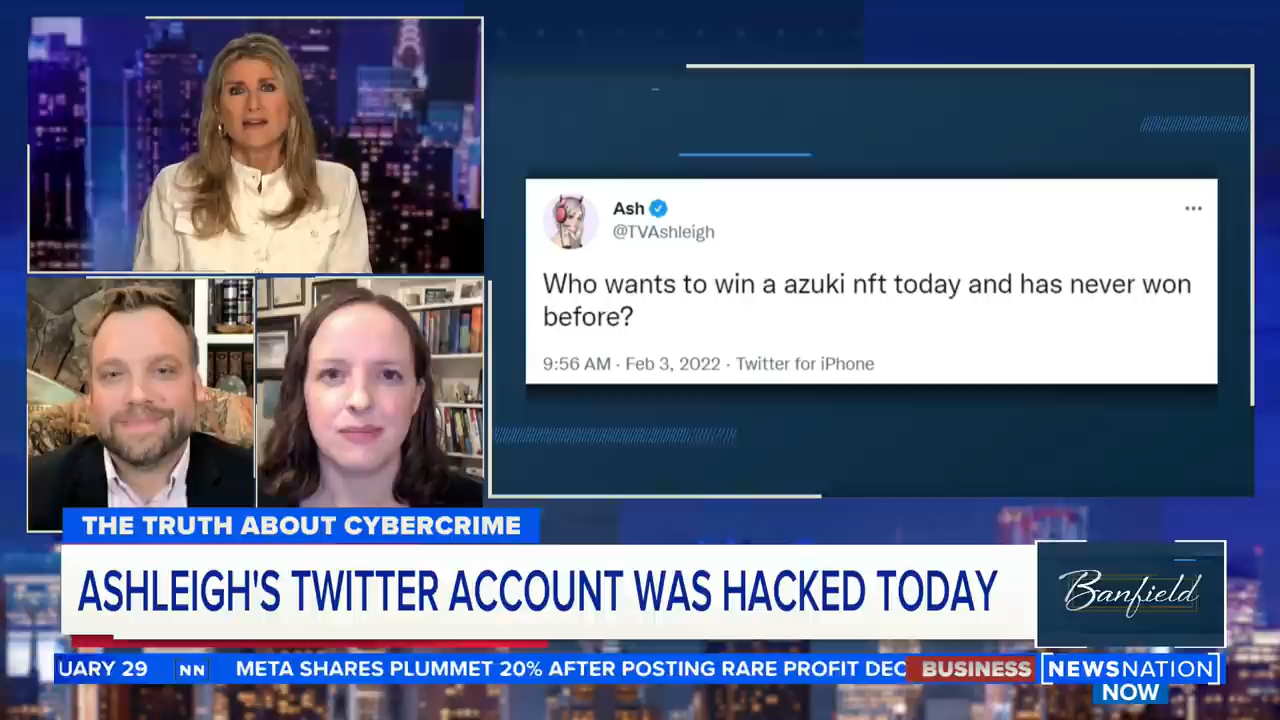 Ash
@TVAshleigh
Who wants to win a azuki nft today and has never won
before?
9:56 AM · Feb 3, 2022 · Twitter for iPhone
THE TRUTH ABOUT CYBERCRIME
ASHLEIGH'S TWITTER ACCOUNT WAS HACKED TODAY
Banfield
UARY 29 NN META SHARES PLUMMET 20% AFTER POSTING RARE PROFIT DEC BUSINESS NEWSNATION
NOW